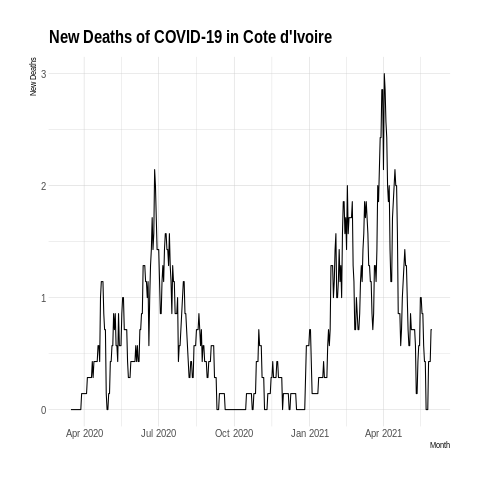 New Deaths of COVID-19 in Cote d'Ivoire
New Deaths
3
2
1
0
Apr 2020 Jul 2020 Oct 2020 Jan 2021 Apr 2021
Month